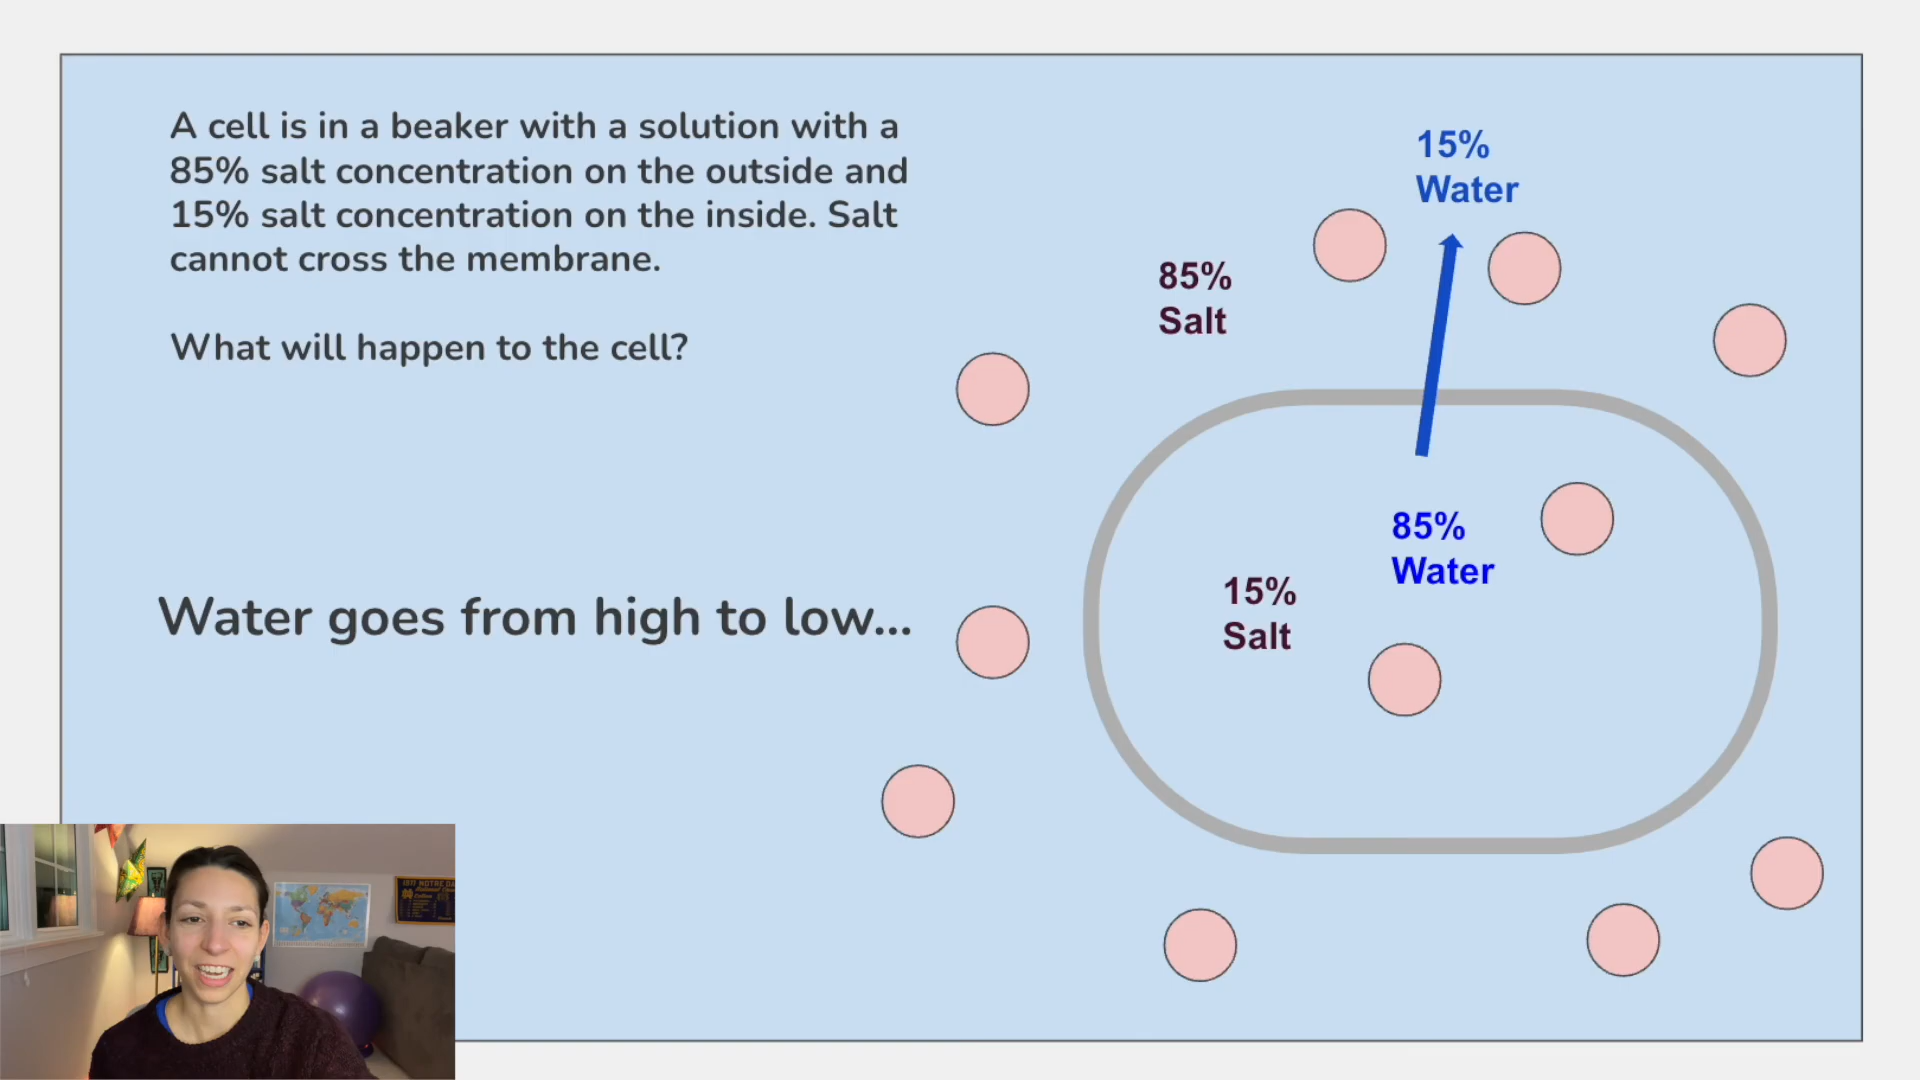 A cell is in a beaker with a solution with a
85% salt concentration on the outside and
15% salt concentration on the inside. Salt
cannot cross the membrane.
What will happen to the cell?
Water goes from high to low...
15%
Water
85%
Salt
85%
Water
15%
Salt